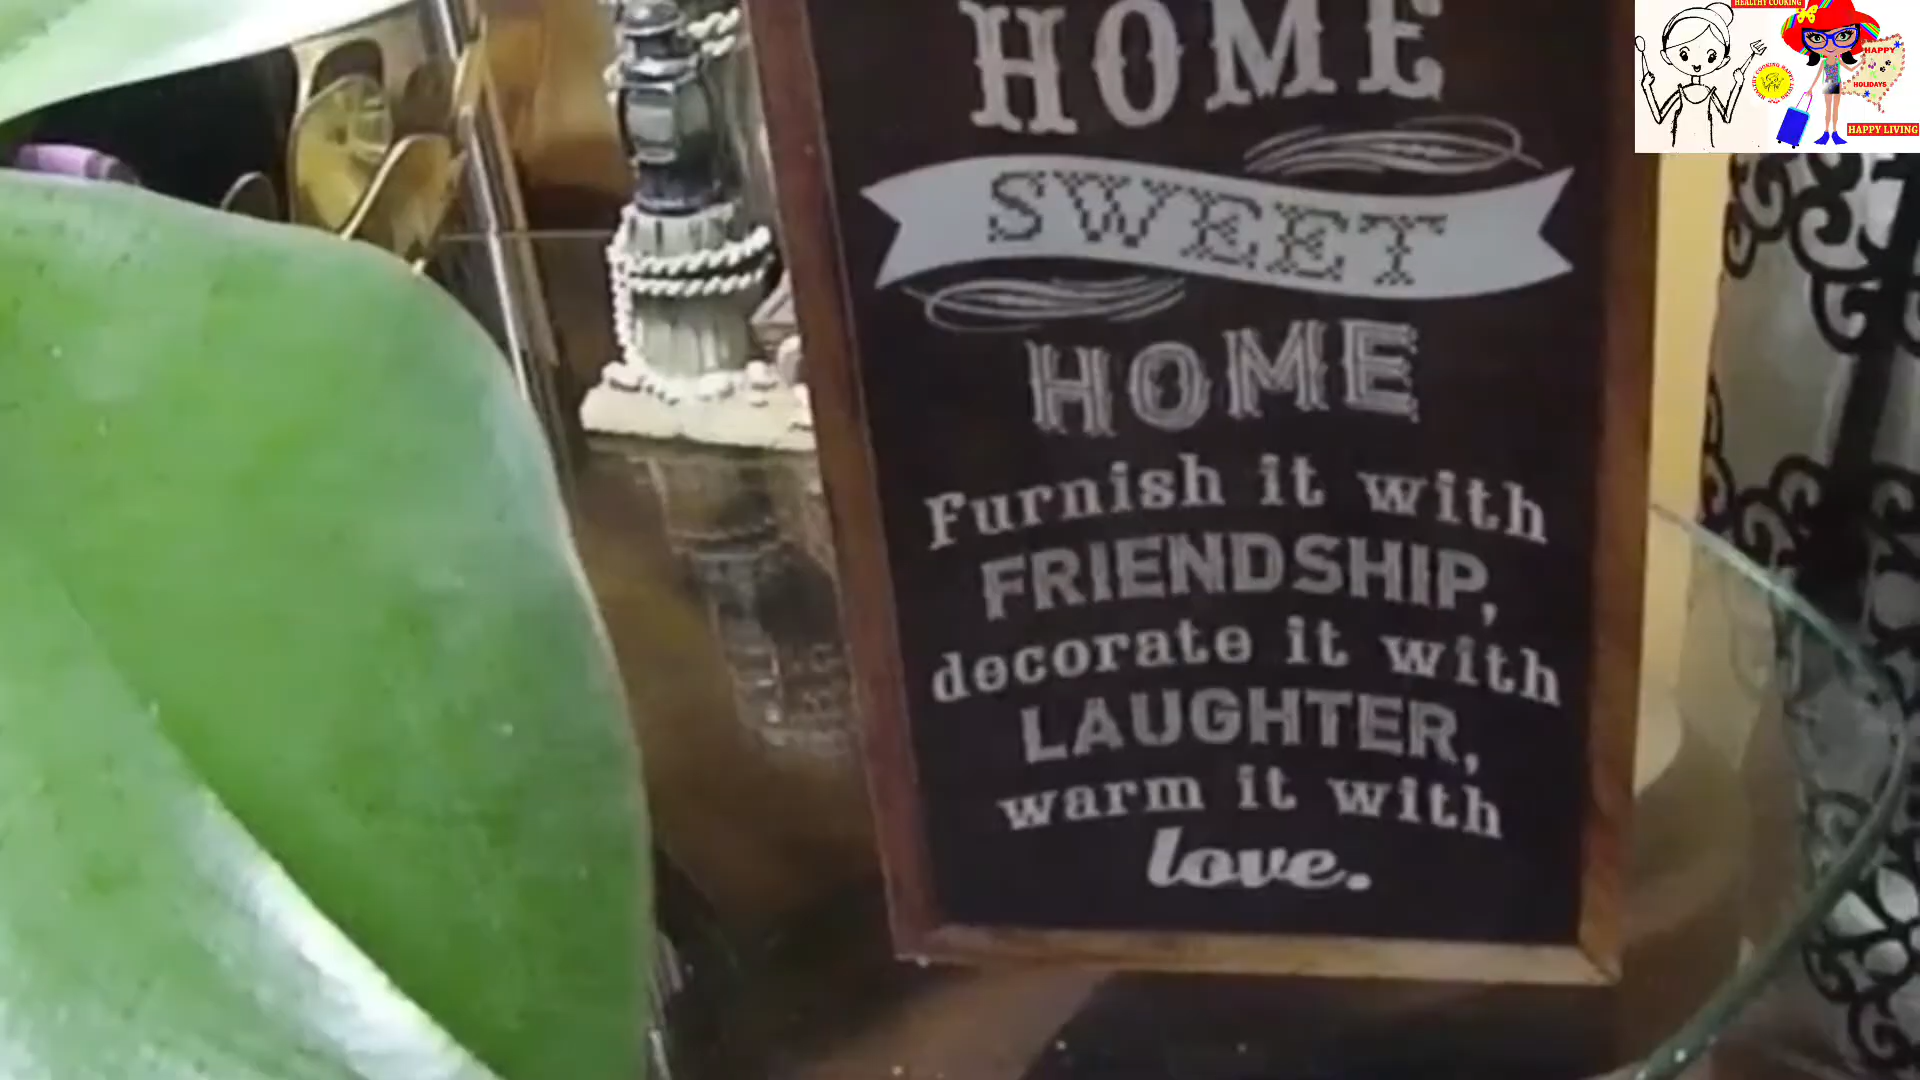 HOME
SWEET
HOME
Furnish it with
FRIENDSHIP,
decorate it with
LAUGHTER,
warm it with
love.
HEALTHY COOKING
HAPPY
HOLIDAYS
HAPPY LIVING